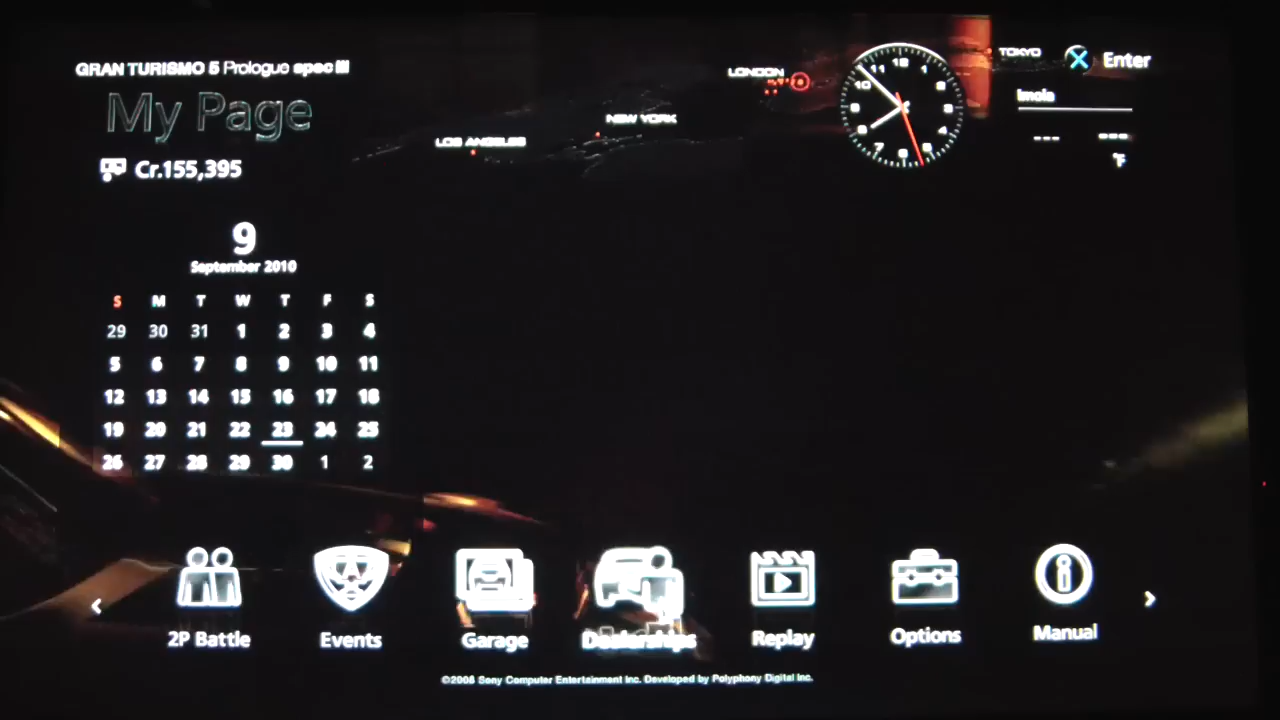 GRAN TURISMO 5 Prologue spec III
My Page
Cr.155,395
LOS ANGELES
NEW YORK
LONDON
TOKYO
Enter
Imola
--- ---
°F
9
September 2010
S M T W T F S
29 30 31 1 2 3 4
5 6 7 8 9 10 11
12 13 14 15 16 17 18
19 20 21 22 23 24 25
26 27 28 29 30 1 2
2P Battle
Events
Garage
Dealerships
Replay
Options
Manual
©2008 Sony Computer Entertainment Inc. Developed by Polyphony Digital Inc.